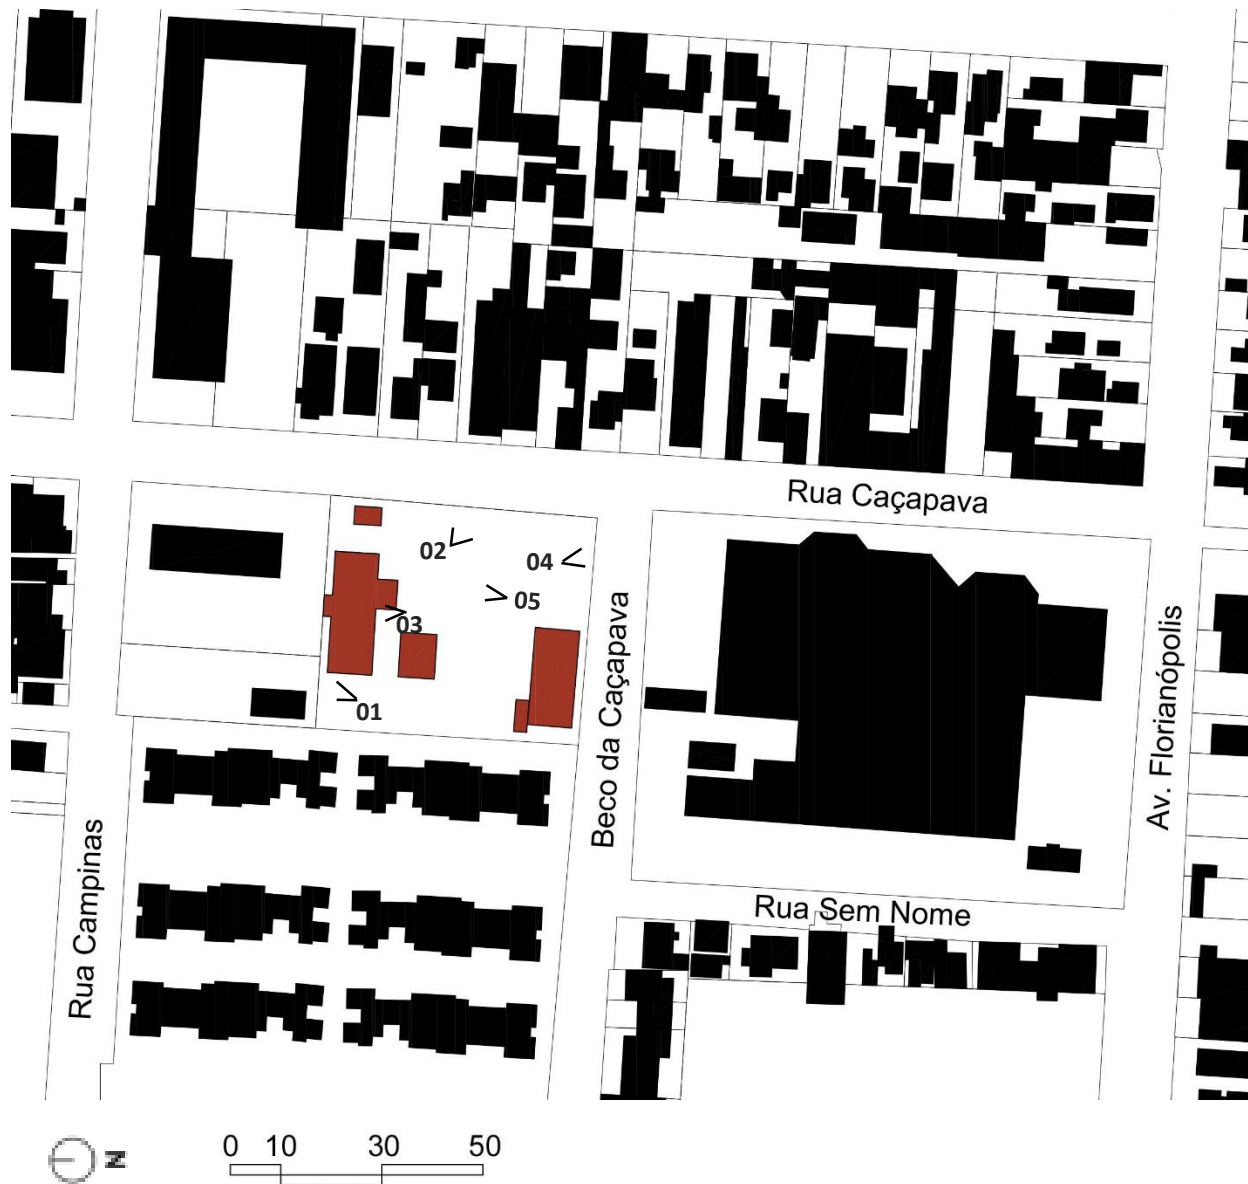 Rua Caçapava
02
04
05
03
01
Beco da Caçapava
Av. Florianópolis
Rua Campinas
Rua Sem Nome
N
0 10 30 50